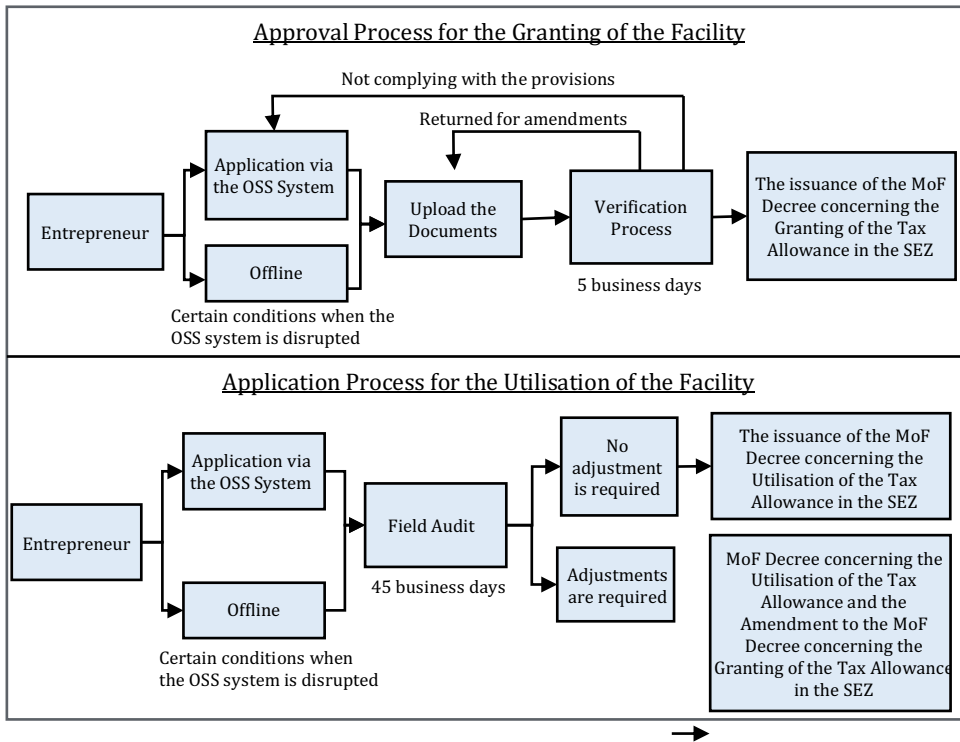 Approval Process for the Granting of the Facility
Not complying with the provisions
Returned for amendments
Entrepreneur
Application via
the OSS System
Offline
Certain conditions when the
OSS system is disrupted
Upload the
Documents
Verification
Process
5 business days
The issuance of the MoF
Decree concerning the
Granting of the Tax
Allowance in the SEZ
Application Process for the Utilisation of the Facility
Entrepreneur
Application via
the OSS System
Offline
Certain conditions when
the OSS system is disrupted
Field Audit
45 business days
No
adjustment
is required
Adjustments
are required
The issuance of the MoF
Decree concerning the
Utilisation of the Tax
Allowance in the SEZ
MoF Decree concerning the
Utilisation of the Tax
Allowance and the
Amendment to the MoF
Decree concerning the
Granting of the Tax Allowance
in the SEZ